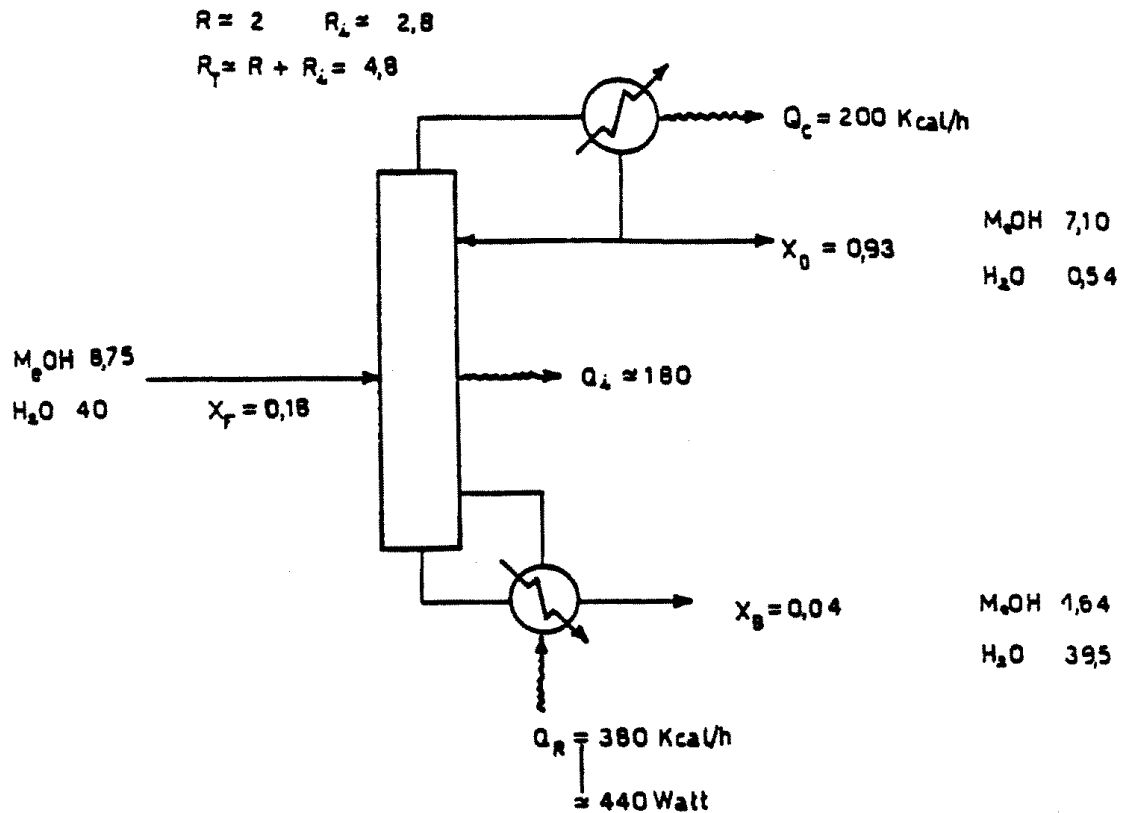 R ≃ 2 R_i ≃ 2,8
R_T ≃ R + R_i = 4,8
Q_c = 200 Kcal/h
MeOH 7,10
X_D = 0,93
H₂O 0,54
MeOH 8,75
Q_i ≃ 180
H₂O 40
X_F = 0,18
X_B = 0,04
MeOH 1,64
H₂O 39,5
Q_R = 380 Kcal/h
≃ 440 Watt